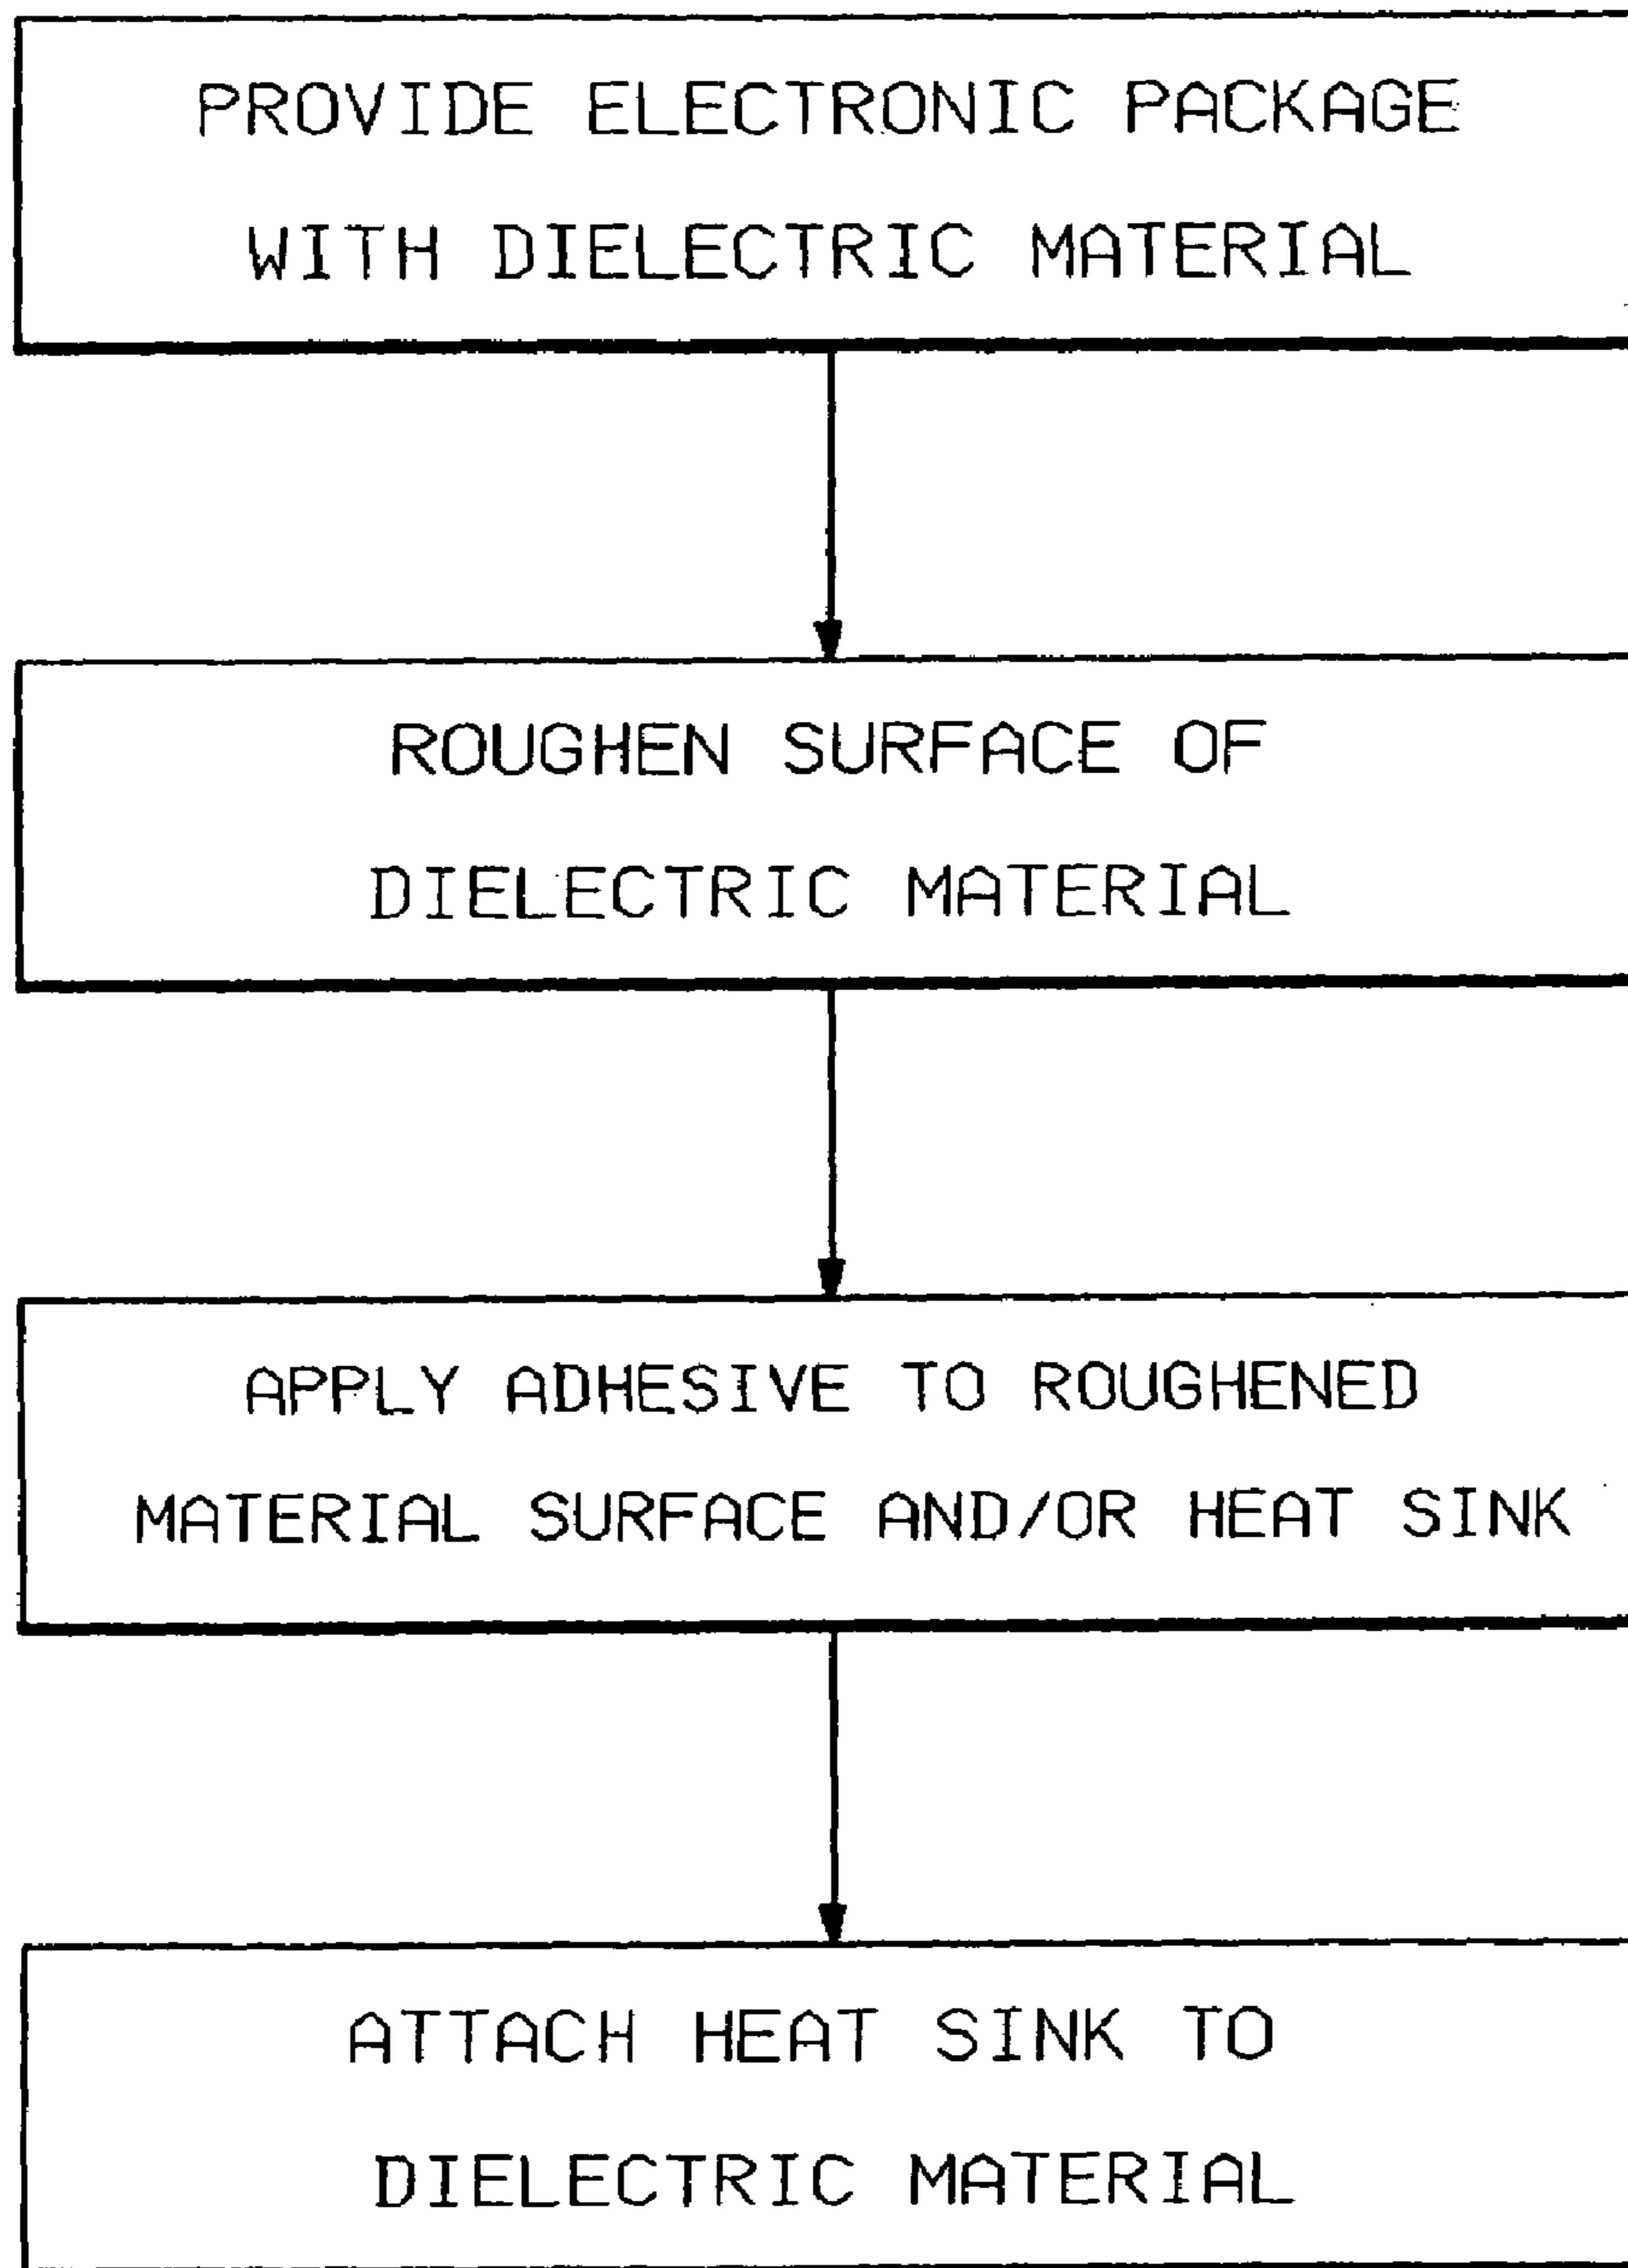 PROVIDE ELECTRONIC PACKAGE
WITH DIELECTRIC MATERIAL
ROUGHEN SURFACE OF
DIELECTRIC MATERIAL
APPLY ADHESIVE TO ROUGHENED
MATERIAL SURFACE AND/OR HEAT SINK
ATTACH HEAT SINK TO
DIELECTRIC MATERIAL